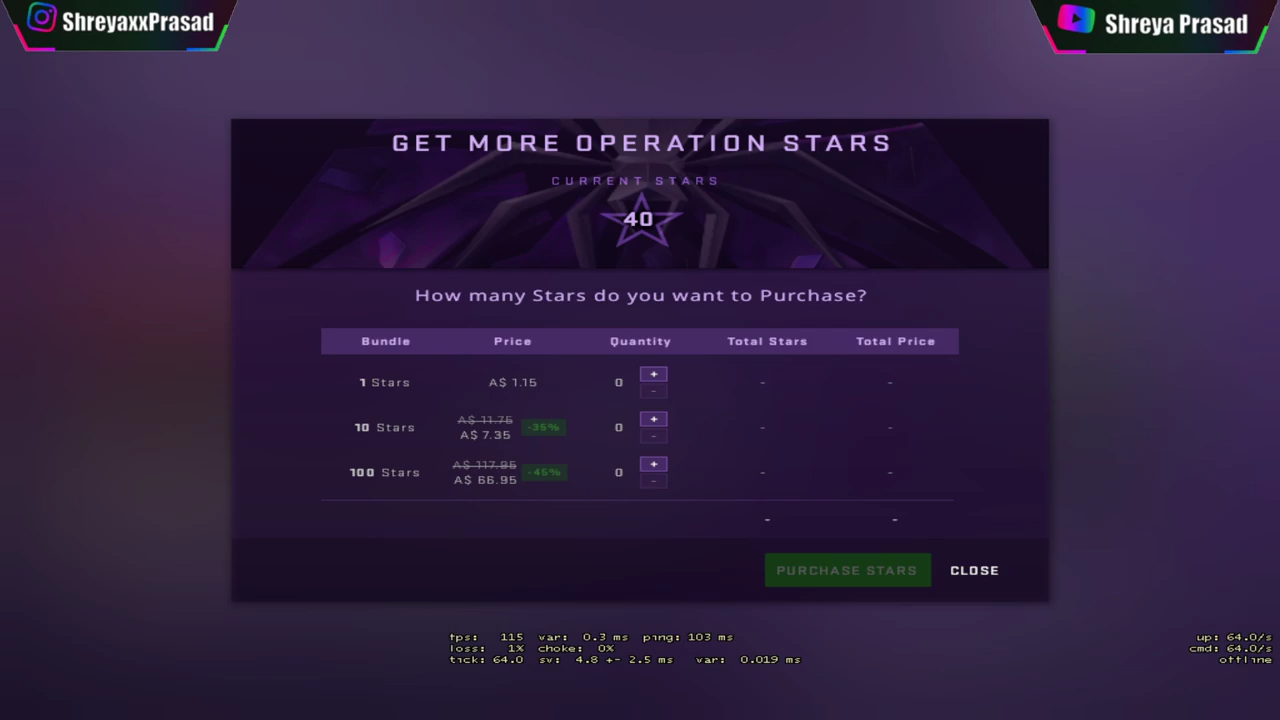 ShreyaxxPrasad
Shreya Prasad
GET MORE OPERATION STARS
CURRENT STARS
40
How many Stars do you want to Purchase?
Bundle Price Quantity Total Stars Total Price
1 Stars A$ 1.15 0 + - - -
A$ 11.75
10 Stars A$ 7.35 -35% 0 + - - -
A$ 117.95
100 Stars A$ 66.95 -45% 0 + - - -
- -
PURCHASE STARS CLOSE
fps: 115 var: 0.3 ms ping: 103 ms up: 64.0/s
loss: 1% choke: 0% cmd: 64.0/s
tick: 64.0 sv: 4.8 +- 2.5 ms var: 0.019 ms offline